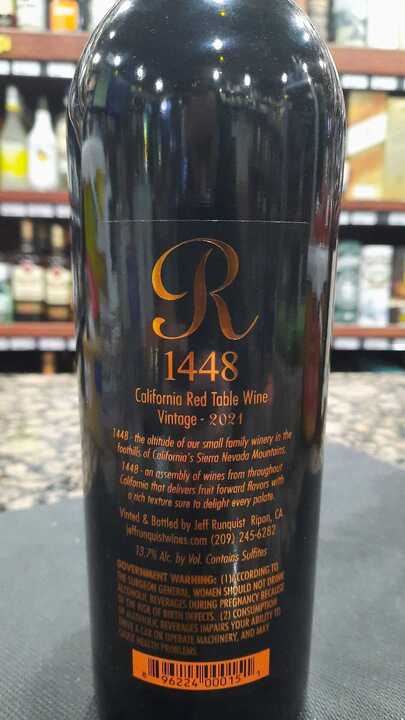 R
1448
California Red Table Wine
Vintage - 2021
1448 - the altitude of our small family winery in the
foothills of California's Sierra Nevada Mountains.
1448 - an assembly of wines from throughout
California that delivers fruit forward flavors with
a rich texture sure to delight every palate.
Vinted & Bottled by Jeff Runquist Ripon, CA
jeffrunquistwines.com (209) 245-6282
13.7% Alc. by Vol. Contains Sulfites
GOVERNMENT WARNING: (1) ACCORDING TO
THE SURGEON GENERAL, WOMEN SHOULD NOT DRINK
ALCOHOLIC BEVERAGES DURING PREGNANCY BECAUSE
OF THE RISK OF BIRTH DEFECTS. (2) CONSUMPTION
OF ALCOHOLIC BEVERAGES IMPAIRS YOUR ABILITY TO
DRIVE A CAR OR OPERATE MACHINERY, AND MAY
CAUSE HEALTH PROBLEMS.
8 96224 00015 1